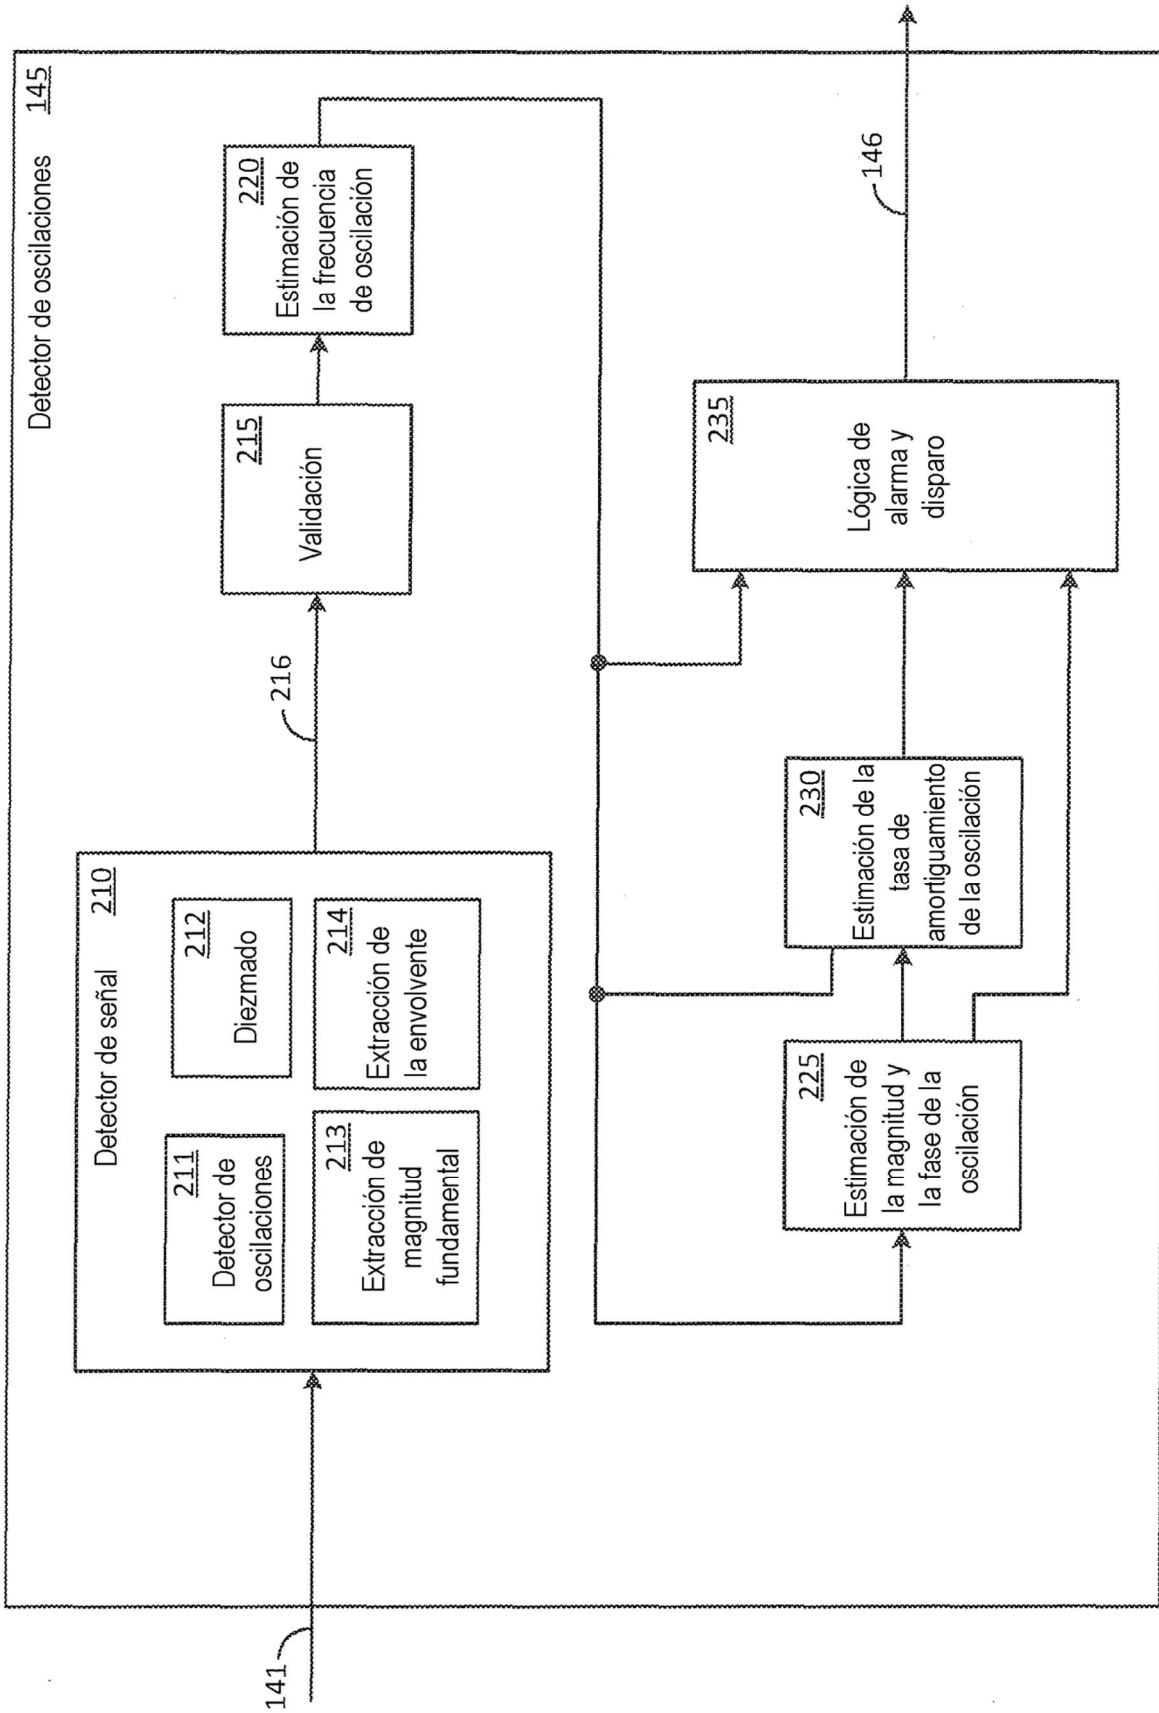 Detector de oscilaciones 145
Detector de señal 210
211
Detector de
oscilaciones
212
Diezmado
213
Extracción de
magnitud
fundamental
214
Extracción de
la envolvente
141
216
215
Validación
220
Estimación de
la frecuencia
de oscilación
225
Estimación de
la magnitud y
la fase de la
oscilación
230
Estimación de la
tasa de
amortiguamiento
de la oscilación
235
Lógica de
alarma y
disparo
146